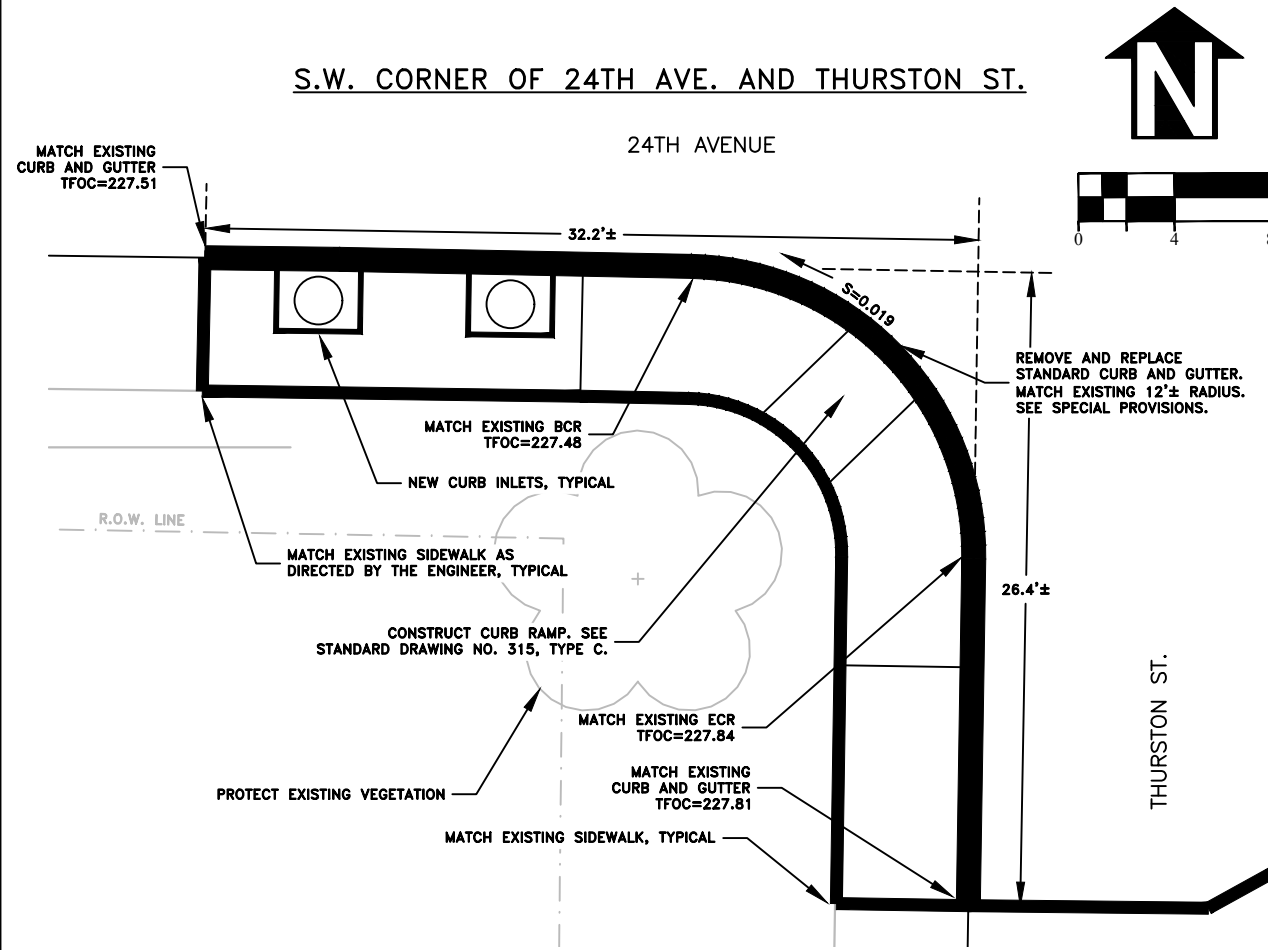 S.W. CORNER OF 24TH AVE. AND THURSTON ST.
24TH AVENUE
N
MATCH EXISTING
CURB AND GUTTER
TFOC=227.51
32.2'±
0 4 8
S=0.019
REMOVE AND REPLACE
STANDARD CURB AND GUTTER.
MATCH EXISTING 12'± RADIUS.
SEE SPECIAL PROVISIONS.
MATCH EXISTING BCR
TFOC=227.48
NEW CURB INLETS, TYPICAL
R.O.W. LINE
MATCH EXISTING SIDEWALK AS
DIRECTED BY THE ENGINEER, TYPICAL
26.4'±
CONSTRUCT CURB RAMP. SEE
STANDARD DRAWING NO. 315, TYPE C.
THURSTON ST.
MATCH EXISTING ECR
TFOC=227.84
MATCH EXISTING
CURB AND GUTTER
TFOC=227.81
PROTECT EXISTING VEGETATION
MATCH EXISTING SIDEWALK, TYPICAL